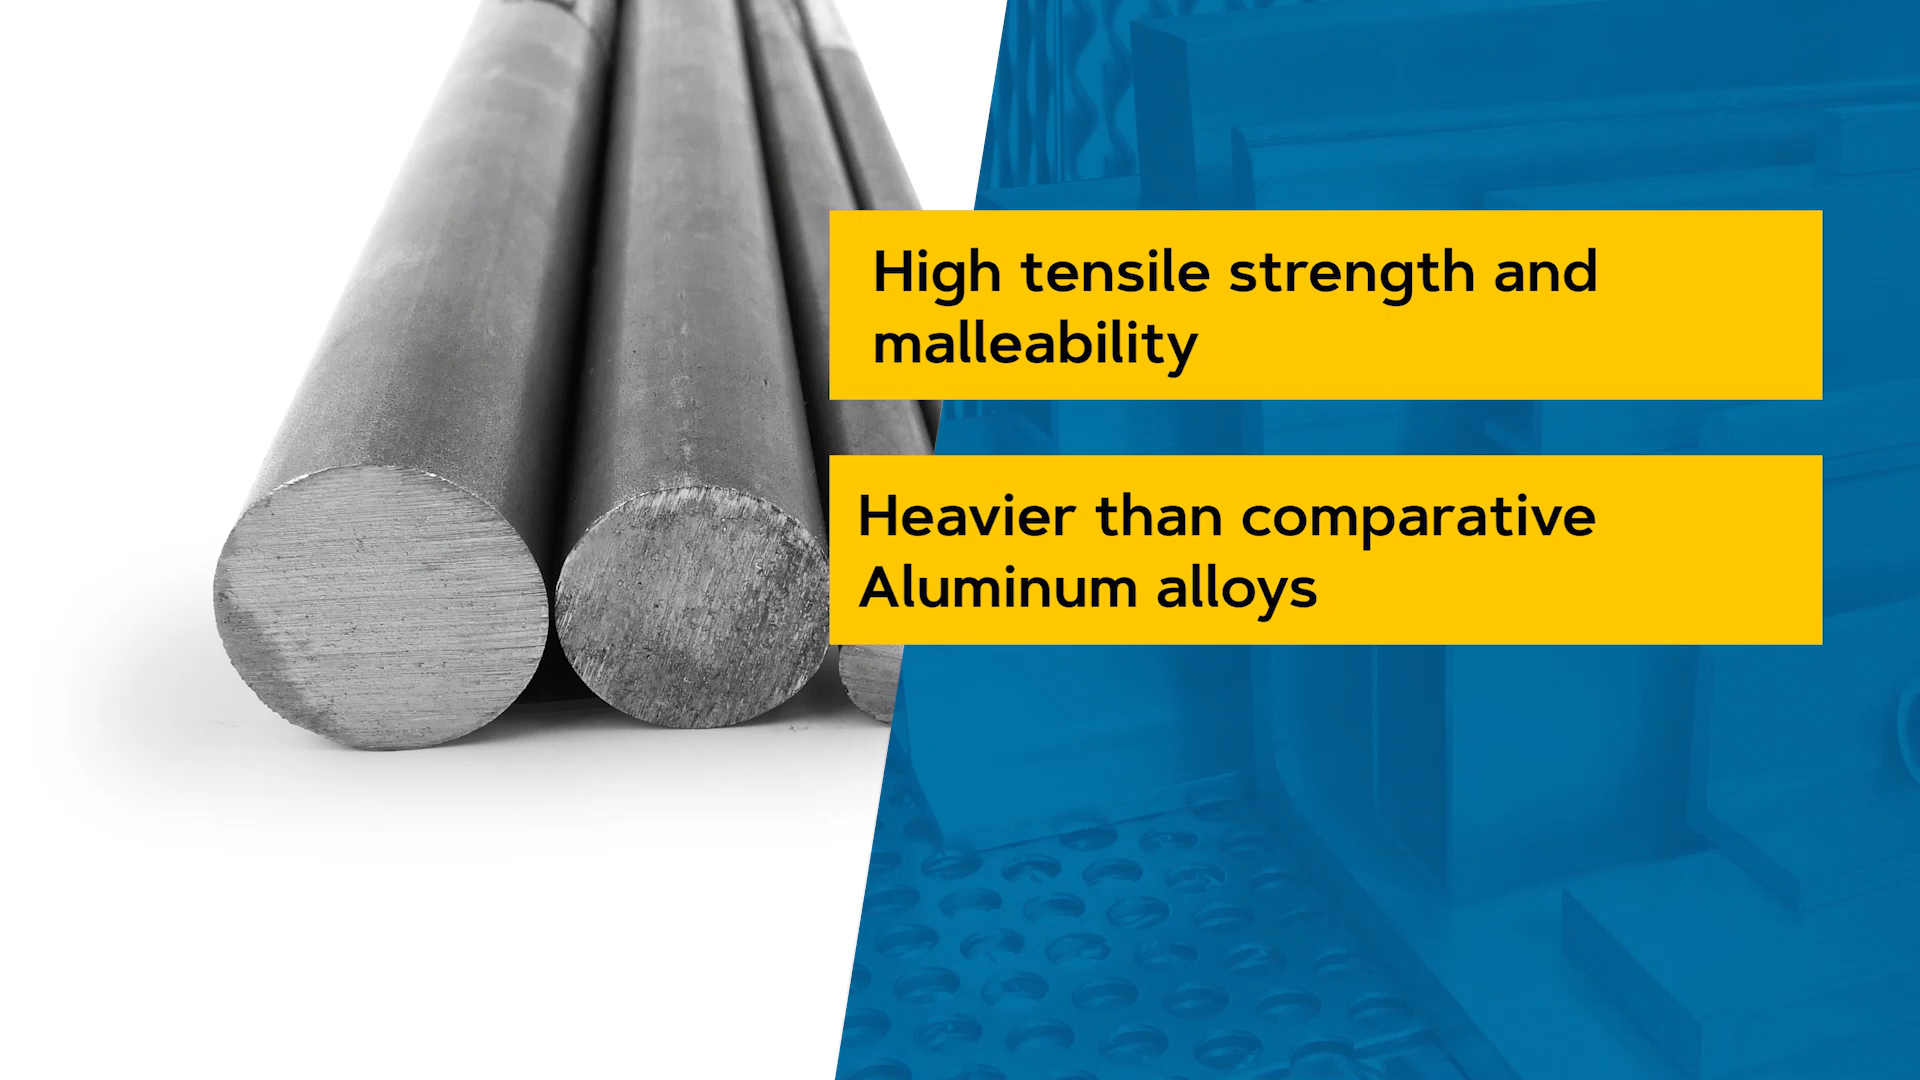 High tensile strength and
malleability
Heavier than comparative
Aluminum alloys